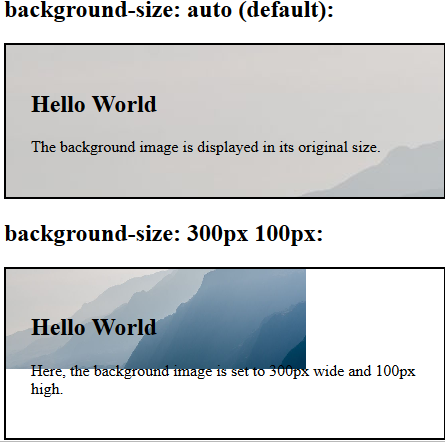 background-size: auto (default):
Hello World
The background image is displayed in its original size.
background-size: 300px 100px:
Hello World
Here, the background image is set to 300px wide and 100px
high.